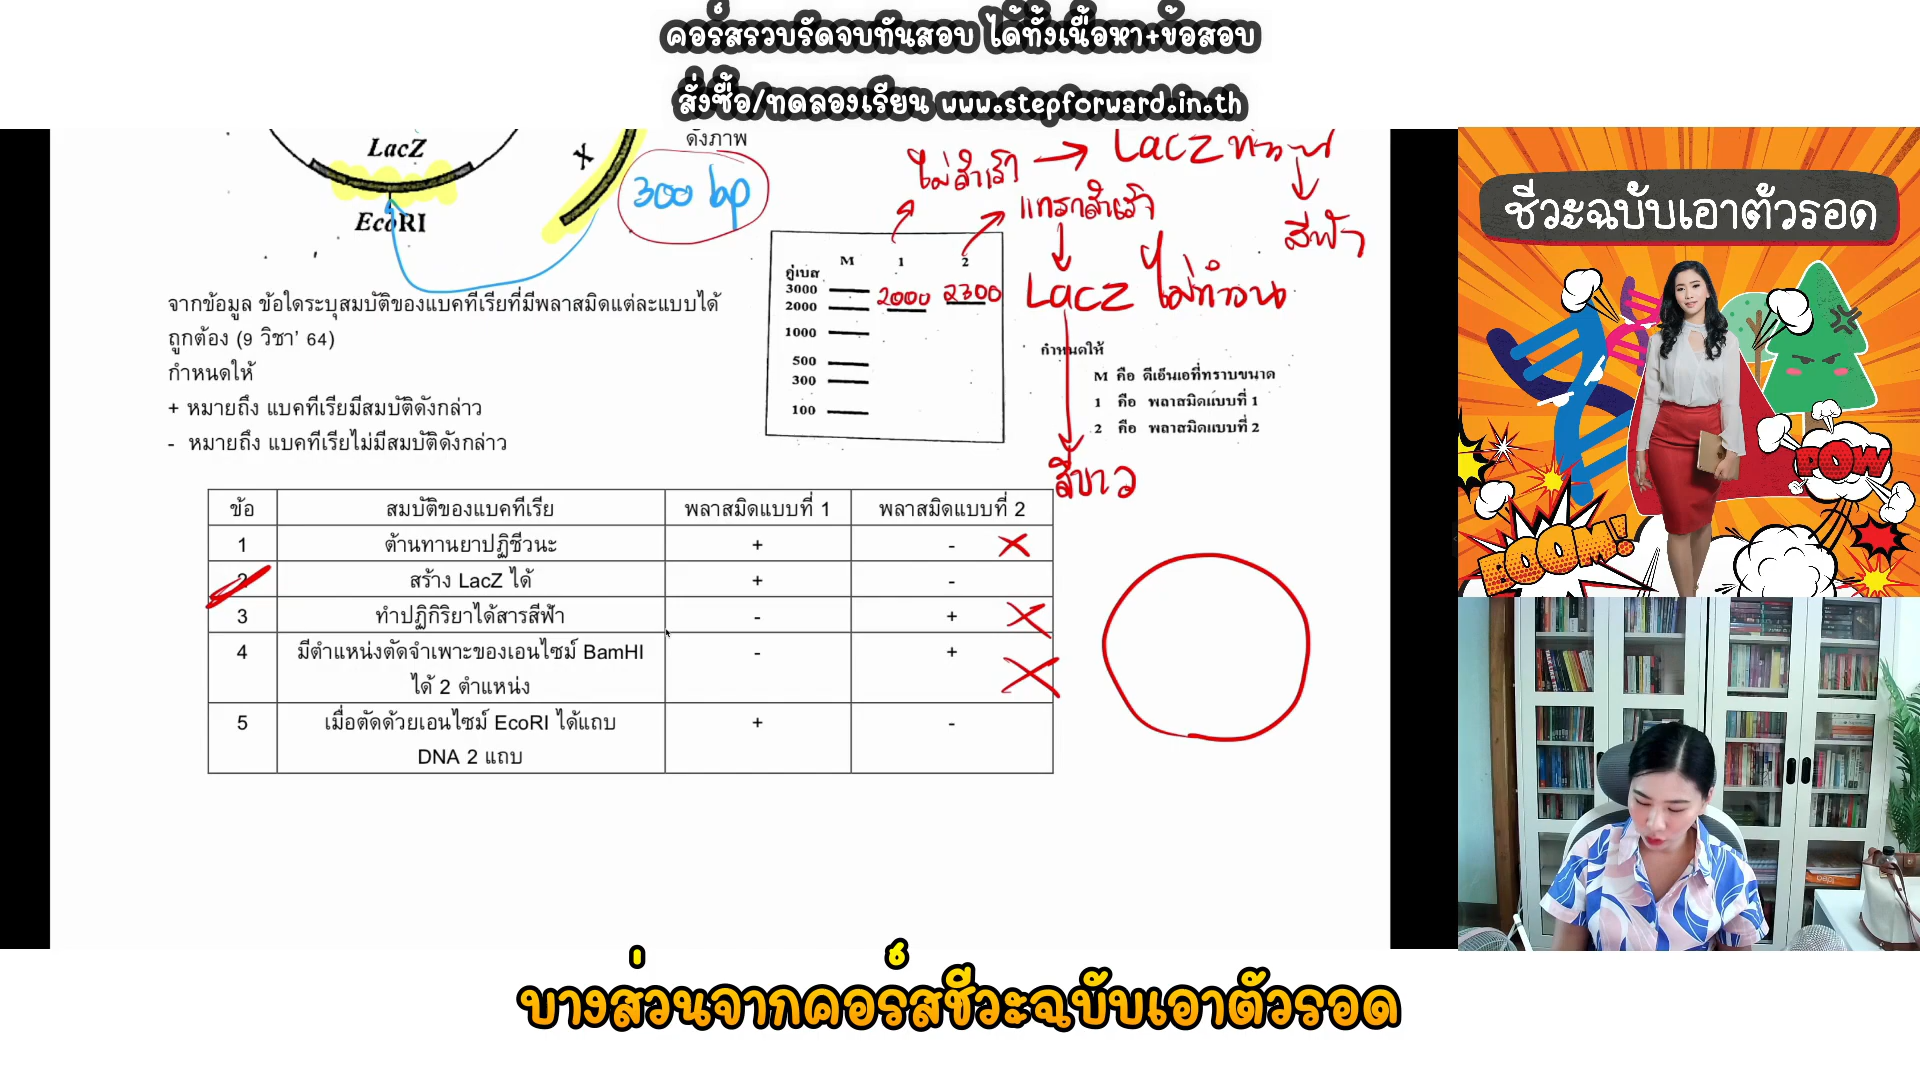 คอร์สรวบรัดจบทันสอบ ได้ทั้งเนื้อหา+ข้อสอบ
สั่งซื้อ/ทดลองเรียน www.stepforward.in.th
ดังภาพ
LacZ
X
300 bp
EcoRI
ไม่สำเร็จ → LacZ ทำงาน
แทรกสำเร็จ
สีฟ้า
LacZ ไม่ทำงาน
สีขาว
M 1 2
คู่เบส
3000
2000
2000 2300
1000
500
300
100
กำหนดให้
M คือ ดีเอ็นเอที่ทราบขนาด
1 คือ พลาสมิดแบบที่ 1
2 คือ พลาสมิดแบบที่ 2
จากข้อมูล ข้อใดระบุสมบัติของแบคทีเรียที่มีพลาสมิดแต่ละแบบได้
ถูกต้อง (9 วิชา' 64)
กำหนดให้
+ หมายถึง แบคทีเรียมีสมบัติดังกล่าว
- หมายถึง แบคทีเรียไม่มีสมบัติดังกล่าว
ข้อ สมบัติของแบคทีเรีย พลาสมิดแบบที่ 1 พลาสมิดแบบที่ 2
1 ต้านทานยาปฏิชีวนะ + -
2 สร้าง LacZ ได้ + -
3 ทำปฏิกิริยาได้สารสีฟ้า - +
4 มีตำแหน่งตัดจำเพาะของเอนไซม์ BamHI - +
ได้ 2 ตำแหน่ง
5 เมื่อตัดด้วยเอนไซม์ EcoRI ได้แถบ + -
DNA 2 แถบ
ชีวะฉบับเอาตัวรอด
POW
BOOM!
บางส่วนจากคอร์สชีวะฉบับเอาตัวรอด